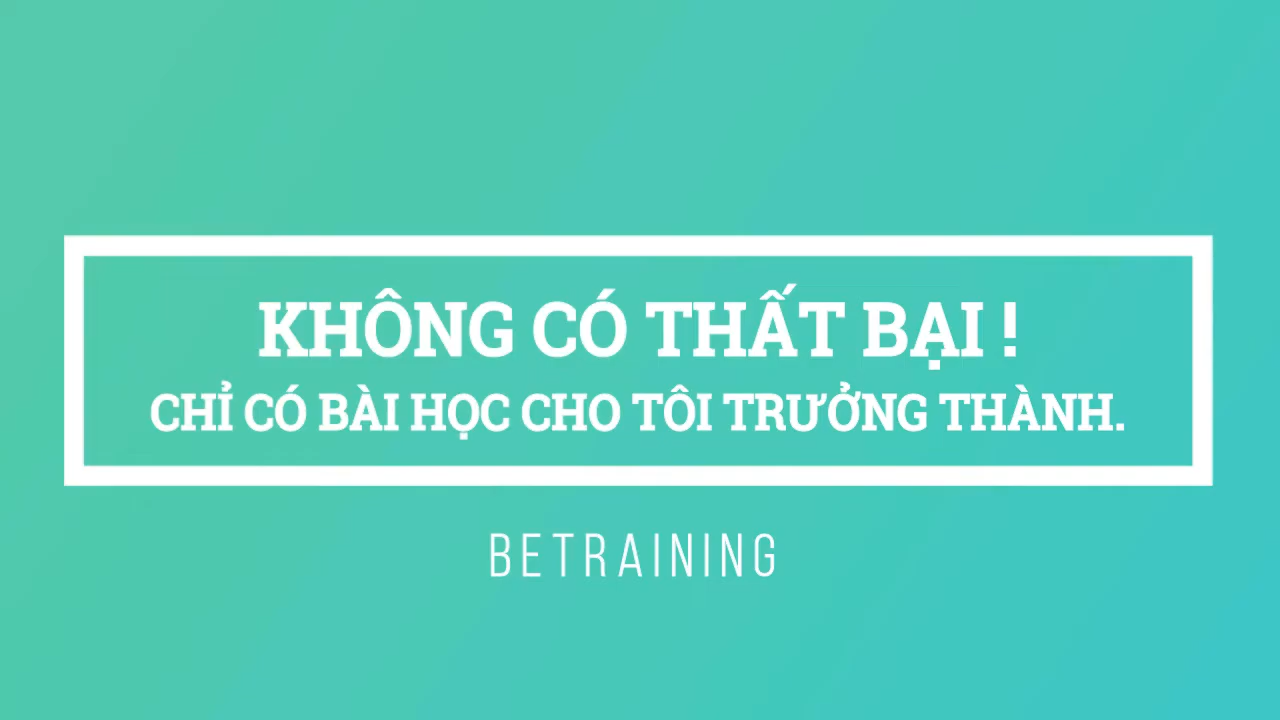 KHÔNG CÓ THẤT BẠI !
CHỈ CÓ BÀI HỌC CHO TÔI TRƯỞNG THÀNH.
BETRAINING